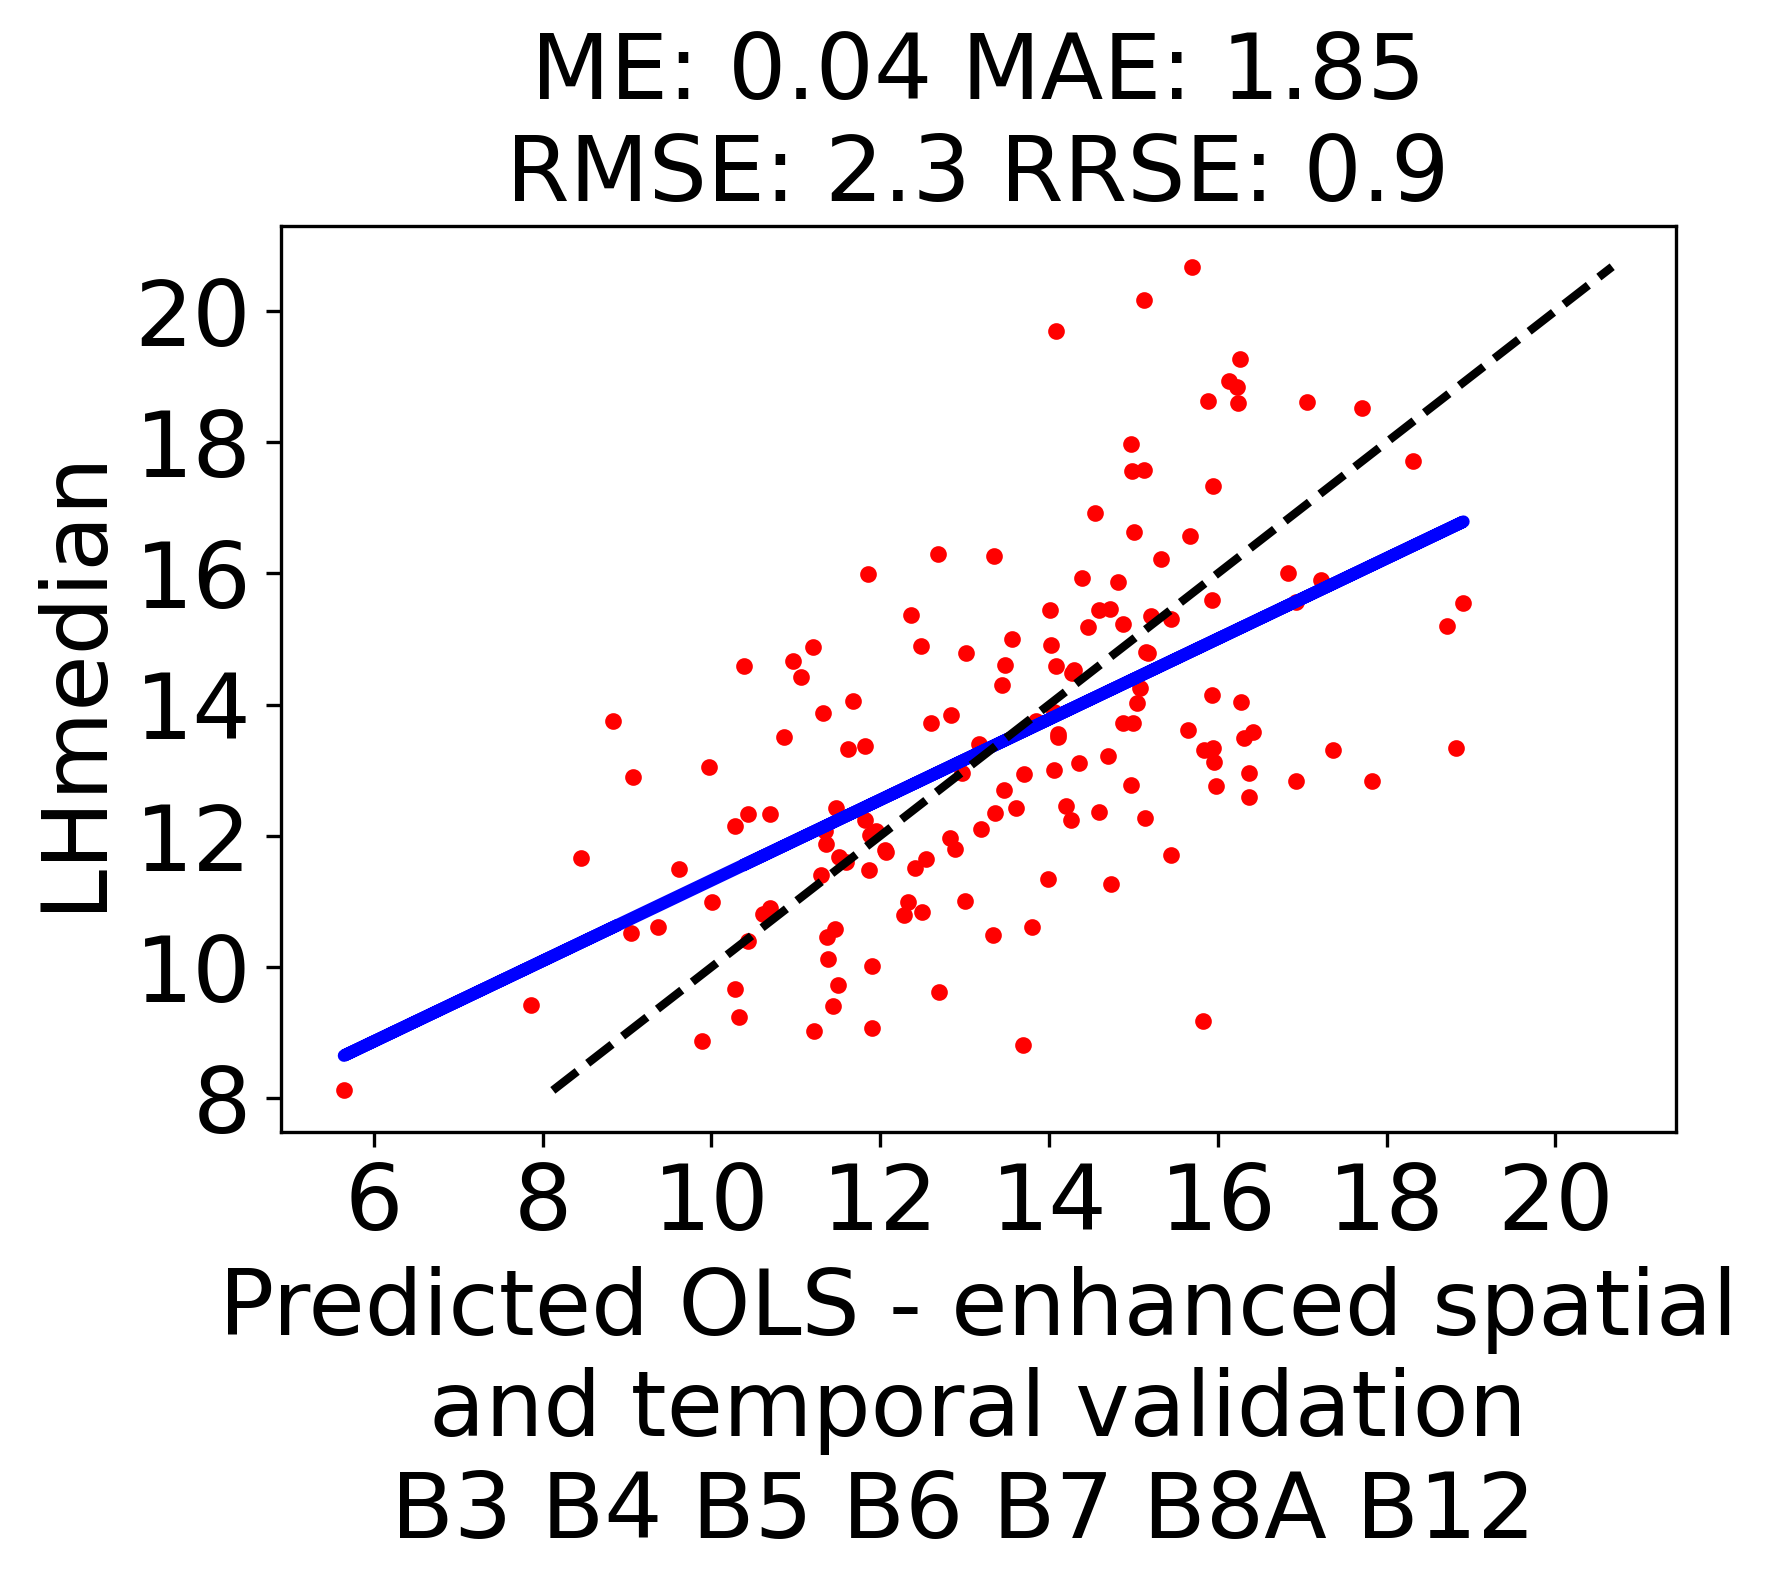 ME: 0.04 MAE: 1.85
RMSE: 2.3 RRSE: 0.9
LHmedian
20
18
16
14
12
10
8
6 8 10 12 14 16 18 20
Predicted OLS - enhanced spatial
and temporal validation
B3 B4 B5 B6 B7 B8A B12